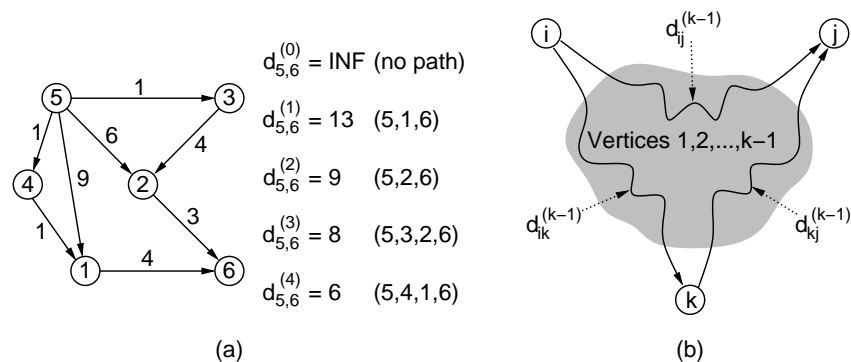 1
5
3
1
6
4
9
4
2
1
3
4
1
6
d_{5,6}^{(0)} = INF (no path)
d_{5,6}^{(1)} = 13 (5,1,6)
d_{5,6}^{(2)} = 9 (5,2,6)
d_{5,6}^{(3)} = 8 (5,3,2,6)
d_{5,6}^{(4)} = 6 (5,4,1,6)
(a)
i
d_{ij}^{(k−1)}
j
Vertices 1,2,...,k−1
d_{ik}^{(k−1)}
d_{kj}^{(k−1)}
k
(b)